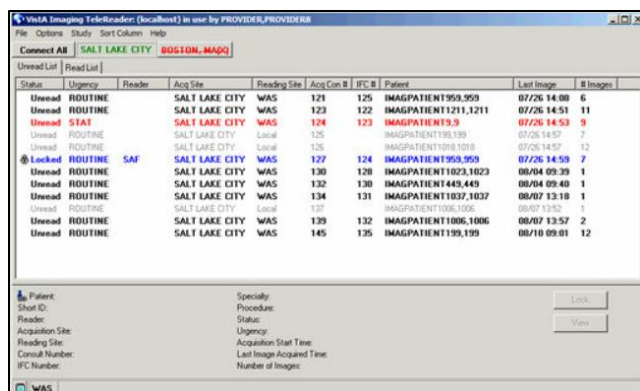 VistA Imaging TeleReader: (localhost) in use by PROVIDER,PROVIDER8
File Options Study Sort Column Help
Connect All SALT LAKE CITY BOSTON, MA
Unread List Read List
Status Urgency Reader Acq Site Reading Site Acq Con # IFC # Patient Last Image # Images
Unread ROUTINE SALT LAKE CITY WAS 121 125 IMAGPATIENT959,959 07/26 14:08 6
Unread ROUTINE SALT LAKE CITY WAS 123 122 IMAGPATIENT1211,1211 07/26 14:51 11
Unread STAT SALT LAKE CITY WAS 124 123 IMAGPATIENT9,9 07/26 14:53 9
Unread ROUTINE SALT LAKE CITY Local 125 IMAGPATIENT199,199 07/26 14:57 7
Unread ROUTINE SALT LAKE CITY Local 126 IMAGPATIENT1018,1018 07/26 14:57 12
Locked ROUTINE SAF SALT LAKE CITY WAS 127 124 IMAGPATIENT959,959 07/26 14:59 7
Unread ROUTINE SALT LAKE CITY WAS 130 128 IMAGPATIENT1023,1023 08/04 09:39 1
Unread ROUTINE SALT LAKE CITY WAS 132 130 IMAGPATIENT449,449 08/04 09:40 1
Unread ROUTINE SALT LAKE CITY WAS 134 131 IMAGPATIENT1037,1037 08/07 13:18 1
Unread ROUTINE SALT LAKE CITY Local 137 IMAGPATIENT1006,1006 08/07 13:52 1
Unread ROUTINE SALT LAKE CITY WAS 139 132 IMAGPATIENT1006,1006 08/07 13:57 2
Unread ROUTINE SALT LAKE CITY WAS 145 135 IMAGPATIENT199,199 08/10 09:01 12
Patient: Specialty:
Short ID: Procedure:
Reader: Status:
Acquisition Site: Urgency:
Reading Site: Acquisition Start Time:
Consult Number: Last Image Acquired Time:
IFC Number: Number of Images:
Lock
View
WAS